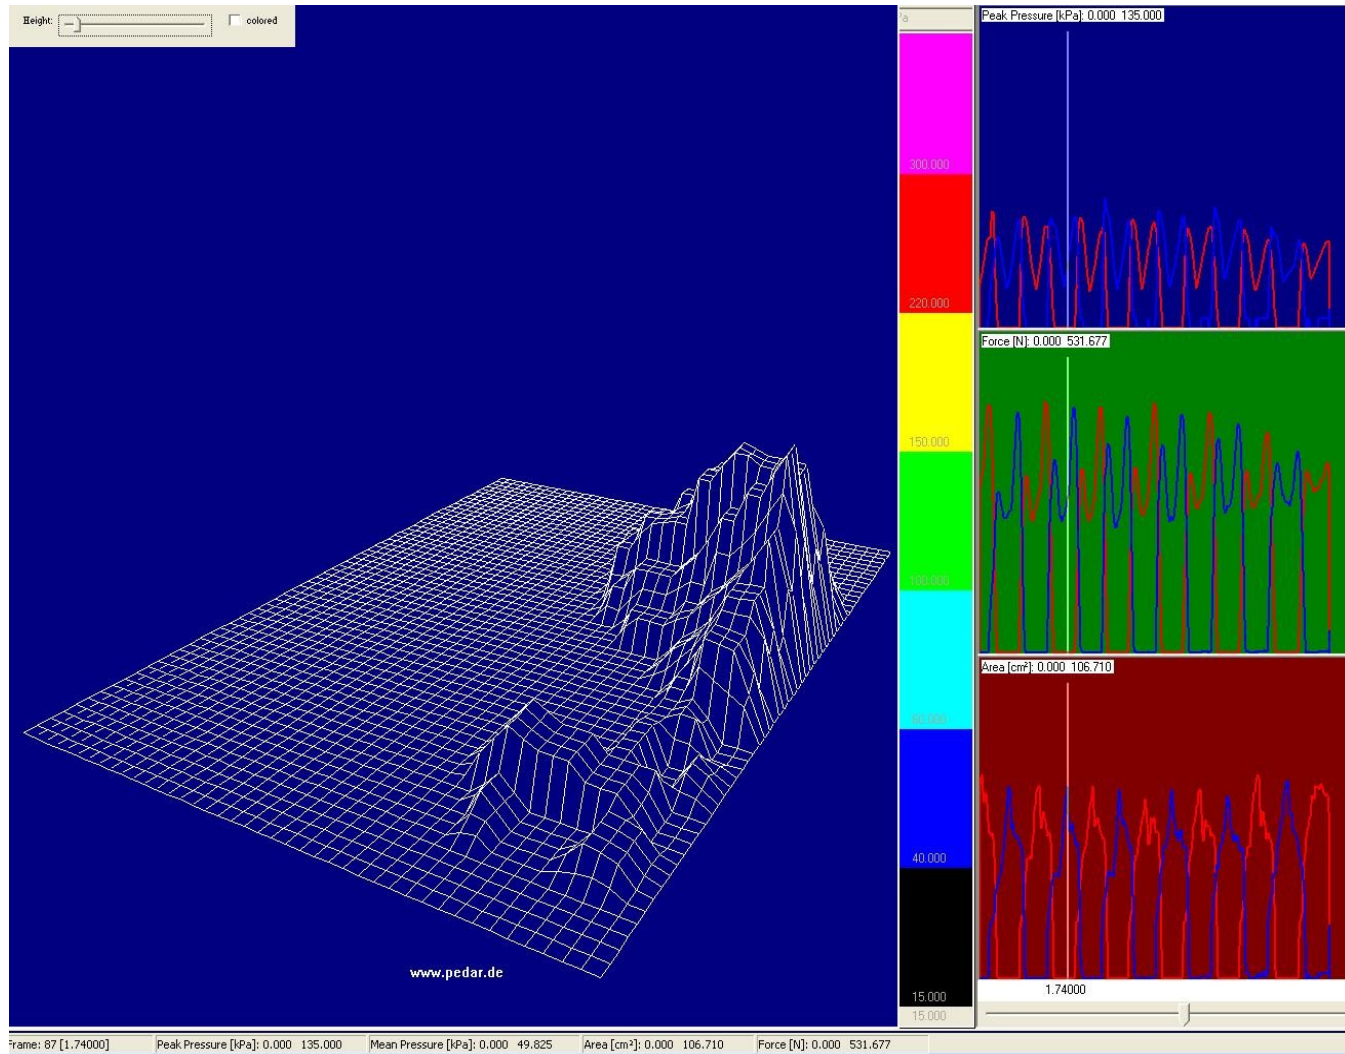 Height:
colored
Peak Pressure [kPa]: 0.000 135.000
300.000
220.000
Force [N]: 0.000 531.677
150.000
100.000
60.000
Area [cm²]: 0.000 106.710
40.000
www.pedar.de
15.000
1.74000
15.000
Frame: 87 [1.74000] Peak Pressure [kPa]: 0.000 135.000 Mean Pressure [kPa]: 0.000 49.825 Area [cm²]: 0.000 106.710 Force [N]: 0.000 531.677